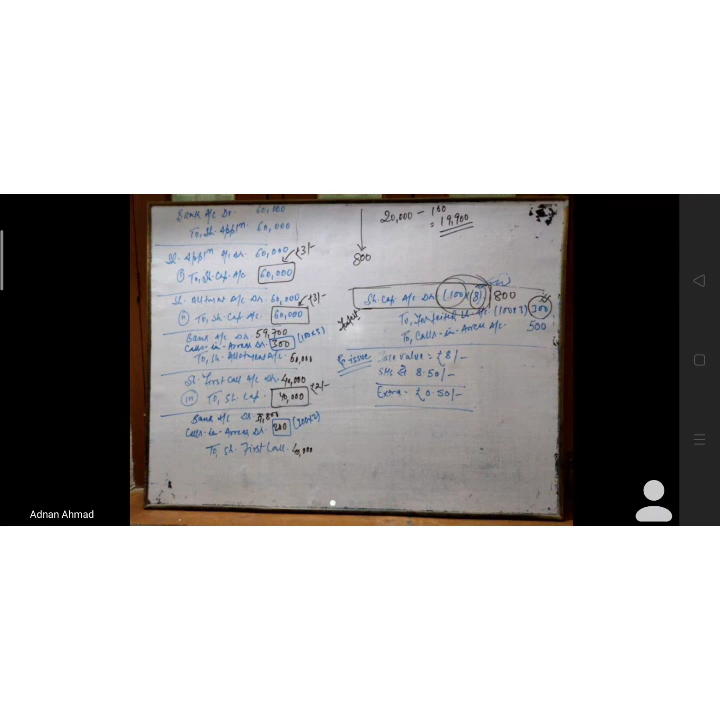 Bank A/c Dr. 60,000
To, Sh. Appln 60,000
Sh. Appln A/c Dr. 60,000 ₹3/-
(i) To, Sh. Cap. A/c 60,000
Sh. Allotment A/c Dr. 60,000 ₹3/-
(ii) To, Sh. Cap. A/c. 60,000
Bank A/c Dr. 59,700
Calls-in-Arrear Dr. 300 (100×3)
To, Sh. Allotment A/c. 60,000
Sh. First Call A/c Dr. 40,000 ₹2/-
(iii) To, Sh. Cap. 40,000
Bank A/c Dr.
Calls-in-Arrear Dr. 200 (100×2)
To, Sh. First Call. 40,000
20,000 - 100
= 19,900
800
Sh. Cap. A/c Dr. (100×8) 800
To, Forfeited Sh. A/c. (100×3) 300
To, Calls-in-Arrear A/c. 500
Re issue Face value = ₹8/-
8.50/-
Extra = ₹0.50/-
Adnan Ahmad